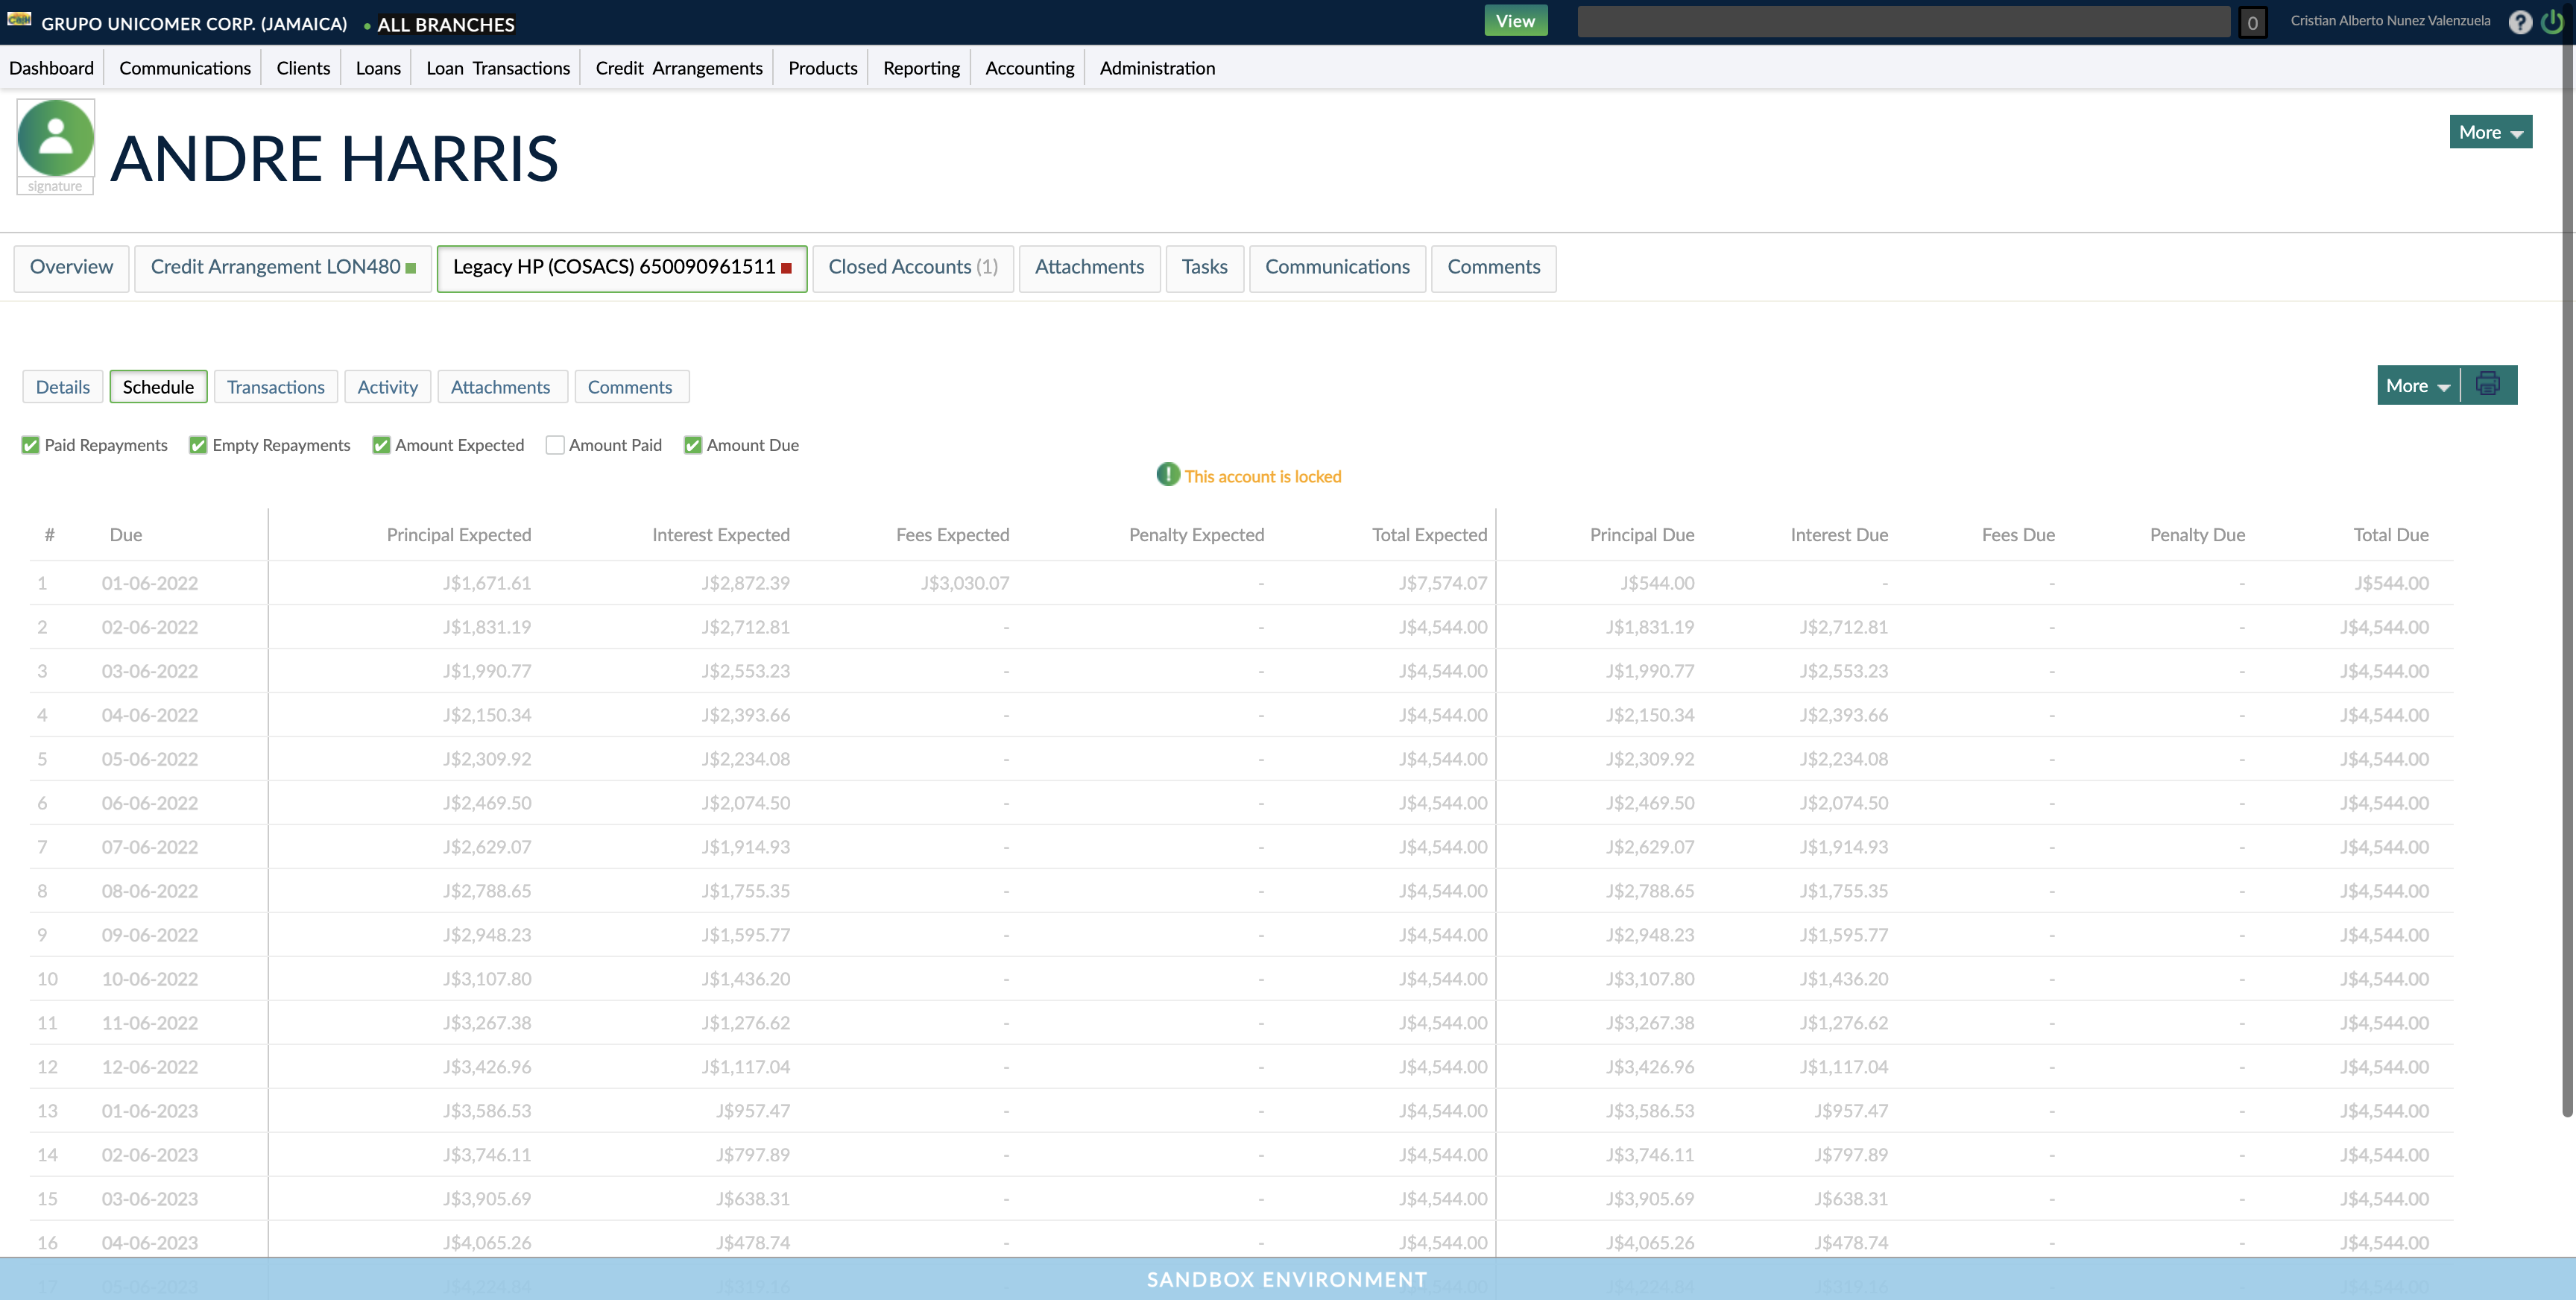 GRUPO UNICOMER CORP. (JAMAICA) • ALL BRANCHES View 0 Cristian Alberto Nunez Valenzuela ?
Dashboard Communications Clients Loans Loan Transactions Credit Arrangements Products Reporting Accounting Administration
ANDRE HARRIS More
signature
Overview Credit Arrangement LON480 Legacy HP (COSACS) 650090961511 Closed Accounts (1) Attachments Tasks Communications Comments
Details Schedule Transactions Activity Attachments Comments More
Paid Repayments Empty Repayments Amount Expected Amount Paid Amount Due
This account is locked
# Due Principal Expected Interest Expected Fees Expected Penalty Expected Total Expected Principal Due Interest Due Fees Due Penalty Due Total Due
1 01-06-2022 J$1,671.61 J$2,872.39 J$3,030.07 - J$7,574.07 J$544.00 - - - J$544.00
2 02-06-2022 J$1,831.19 J$2,712.81 - - J$4,544.00 J$1,831.19 J$2,712.81 - - J$4,544.00
3 03-06-2022 J$1,990.77 J$2,553.23 - - J$4,544.00 J$1,990.77 J$2,553.23 - - J$4,544.00
4 04-06-2022 J$2,150.34 J$2,393.66 - - J$4,544.00 J$2,150.34 J$2,393.66 - - J$4,544.00
5 05-06-2022 J$2,309.92 J$2,234.08 - - J$4,544.00 J$2,309.92 J$2,234.08 - - J$4,544.00
6 06-06-2022 J$2,469.50 J$2,074.50 - - J$4,544.00 J$2,469.50 J$2,074.50 - - J$4,544.00
7 07-06-2022 J$2,629.07 J$1,914.93 - - J$4,544.00 J$2,629.07 J$1,914.93 - - J$4,544.00
8 08-06-2022 J$2,788.65 J$1,755.35 - - J$4,544.00 J$2,788.65 J$1,755.35 - - J$4,544.00
9 09-06-2022 J$2,948.23 J$1,595.77 - - J$4,544.00 J$2,948.23 J$1,595.77 - - J$4,544.00
10 10-06-2022 J$3,107.80 J$1,436.20 - - J$4,544.00 J$3,107.80 J$1,436.20 - - J$4,544.00
11 11-06-2022 J$3,267.38 J$1,276.62 - - J$4,544.00 J$3,267.38 J$1,276.62 - - J$4,544.00
12 12-06-2022 J$3,426.96 J$1,117.04 - - J$4,544.00 J$3,426.96 J$1,117.04 - - J$4,544.00
13 01-06-2023 J$3,586.53 J$957.47 - - J$4,544.00 J$3,586.53 J$957.47 - - J$4,544.00
14 02-06-2023 J$3,746.11 J$797.89 - - J$4,544.00 J$3,746.11 J$797.89 - - J$4,544.00
15 03-06-2023 J$3,905.69 J$638.31 - - J$4,544.00 J$3,905.69 J$638.31 - - J$4,544.00
16 04-06-2023 J$4,065.26 J$478.74 - - J$4,544.00 J$4,065.26 J$478.74 - - J$4,544.00
17 05-06-2023 J$4,224.84 J$319.16 J$4,224.84 J$319.16 J$4,544.00
SANDBOX ENVIRONMENT